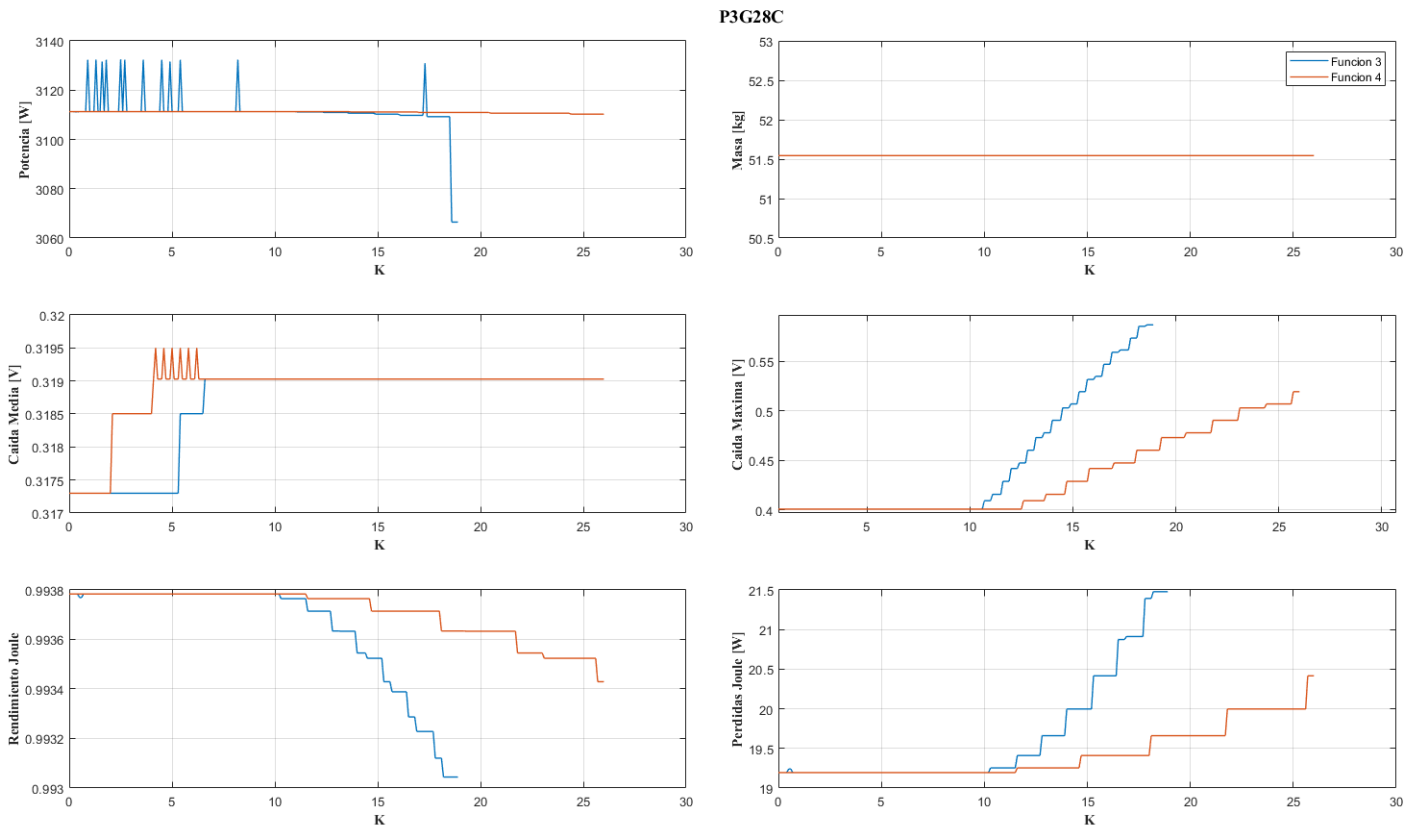 P3G28C
3140
3120
3100
3080
3060
Potencia [W]
0 5 10 15 20 25 30
K
53
52.5
52
51.5
51
50.5
Masa [kg]
0 5 10 15 20 25 30
K
Funcion 3
Funcion 4
0.32
0.3195
0.319
0.3185
0.318
0.3175
0.317
Caida Media [V]
0 5 10 15 20 25 30
K
0.55
0.5
0.45
0.4
Caida Maxima [V]
5 10 15 20 25 30
K
0.9938
0.9936
0.9934
0.9932
0.993
Rendimiento Joule
0 5 10 15 20 25 30
K
21.5
21
20.5
20
19.5
19
Perdidas Joule [W]
0 5 10 15 20 25 30
K